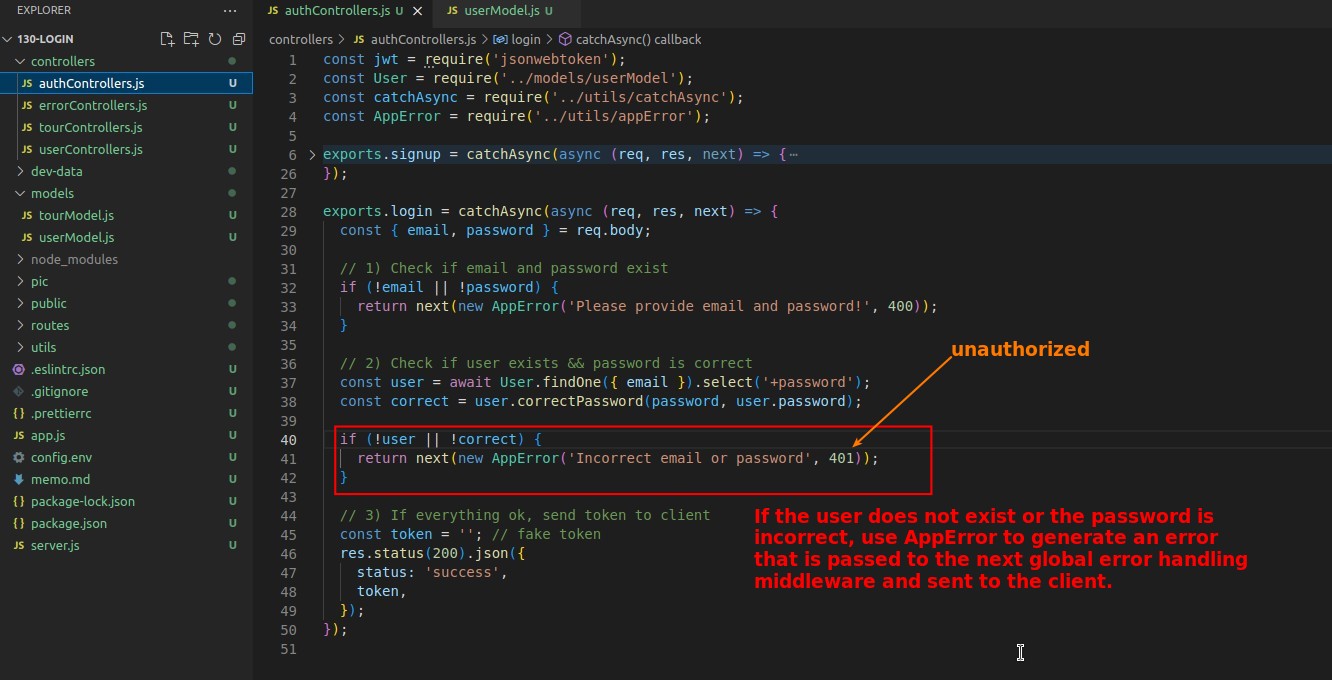 EXPLORER ...
130-LOGIN
controllers
JS authControllers.js U
JS errorControllers.js U
JS tourControllers.js U
JS userControllers.js U
dev-data
models
JS tourModel.js U
JS userModel.js U
node_modules
pic
public
routes
utils
.eslintrc.json U
.gitignore U
{} .prettierrc U
JS app.js U
config.env U
memo.md U
{} package-lock.json U
{} package.json U
JS server.js U
JS authControllers.js U
JS userModel.js U
controllers > JS authControllers.js > login > catchAsync() callback
1 const jwt = require('jsonwebtoken');
2 const User = require('../models/userModel');
3 const catchAsync = require('../utils/catchAsync');
4 const AppError = require('../utils/appError');
5
6 exports.signup = catchAsync(async (req, res, next) => {⋯
26 });
27
28 exports.login = catchAsync(async (req, res, next) => {
29 const { email, password } = req.body;
30
31 // 1) Check if email and password exist
32 if (!email || !password) {
33 return next(new AppError('Please provide email and password!', 400));
34 }
35
36 // 2) Check if user exists && password is correct
37 const user = await User.findOne({ email }).select('+password');
38 const correct = user.correctPassword(password, user.password);
39
40 if (!user || !correct) {
41 return next(new AppError('Incorrect email or password', 401));
42 }
43
44 // 3) If everything ok, send token to client
45 const token = ''; // fake token
46 res.status(200).json({
47 status: 'success',
48 token,
49 });
50 });
51
unauthorized
If the user does not exist or the password is
incorrect, use AppError to generate an error
that is passed to the next global error handling
middleware and sent to the client.